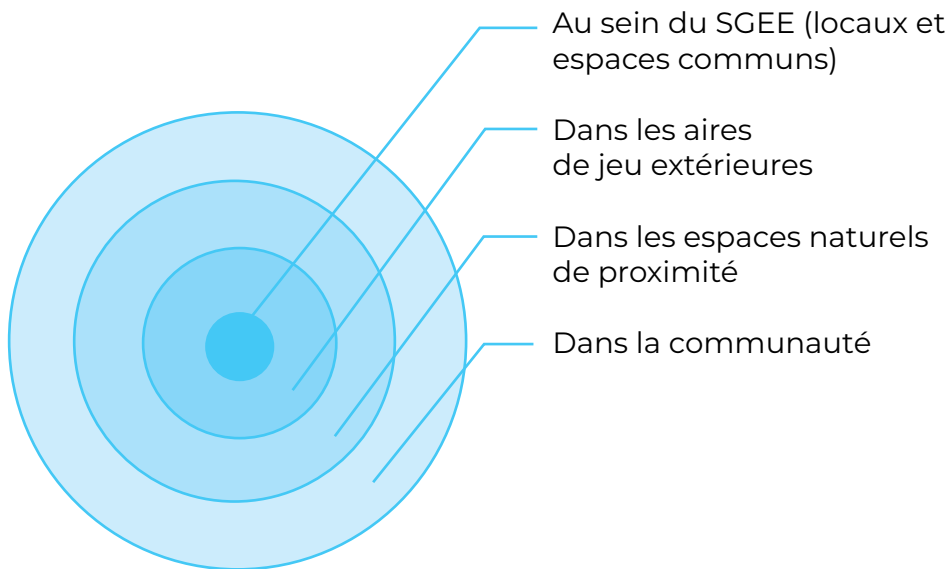 Au sein du SGEE (locaux et
espaces communs)
Dans les aires
de jeu extérieures
Dans les espaces naturels
de proximité
Dans la communauté